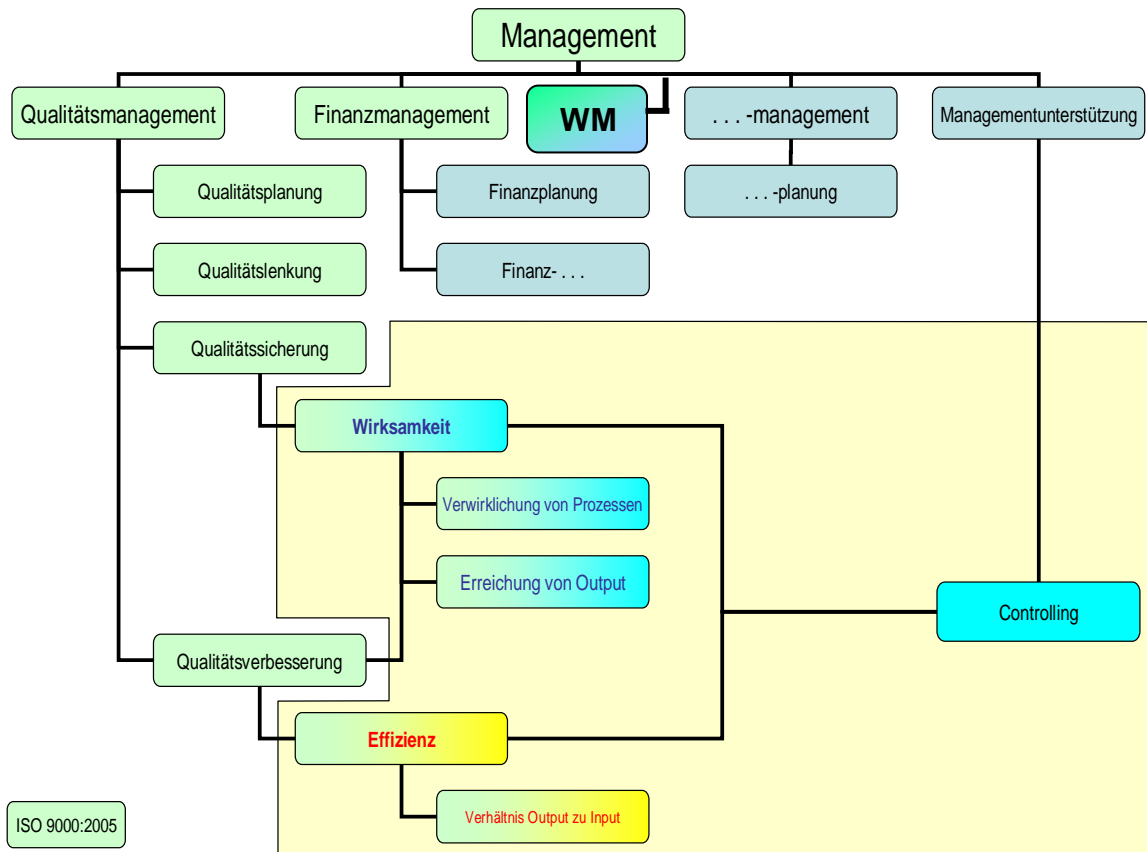 Management
Qualitätsmanagement
Finanzmanagement
WM
. . . -management
Managementunterstützung
Qualitätsplanung
Finanzplanung
. . . -planung
Qualitätslenkung
Finanz- . . .
Qualitätssicherung
Wirksamkeit
Verwirklichung von Prozessen
Erreichung von Output
Controlling
Qualitätsverbesserung
Effizienz
Verhältnis Output zu Input
ISO 9000:2005